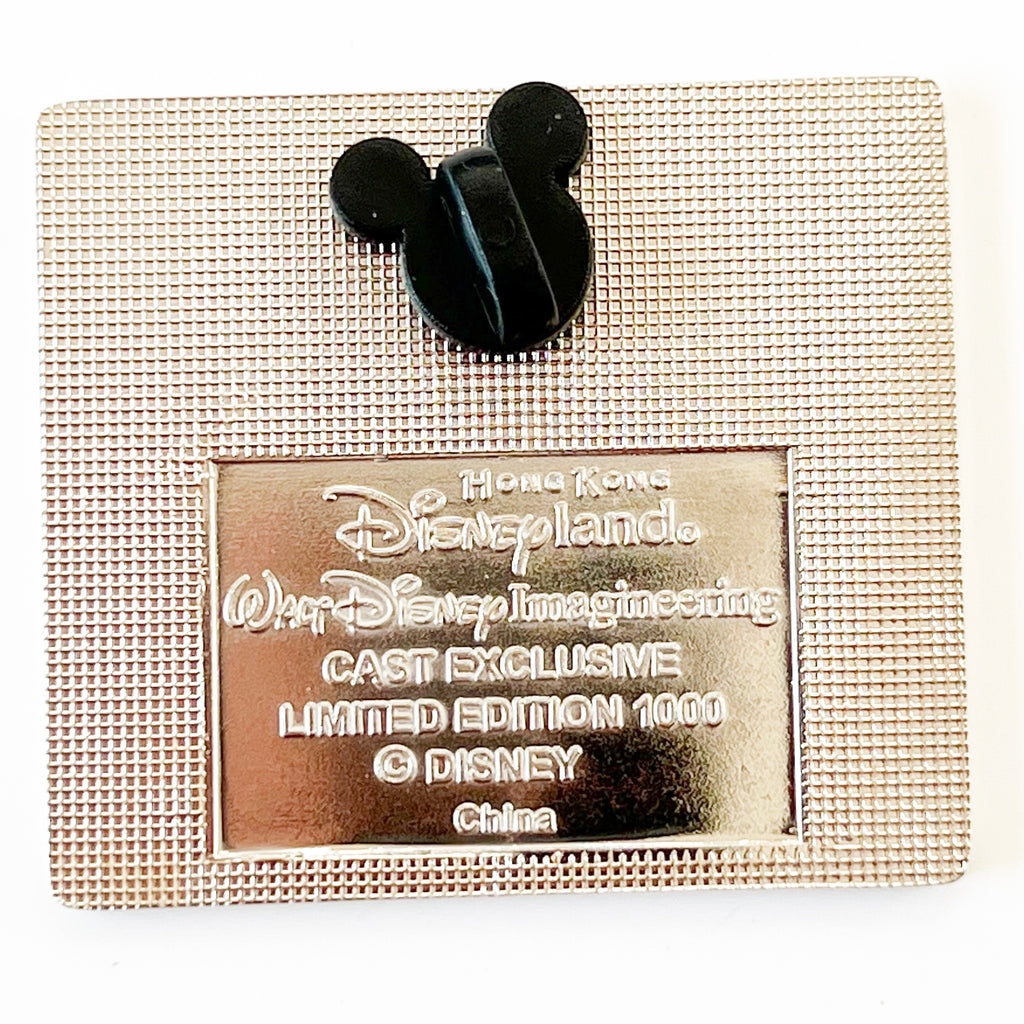 Hong Kong
Disneyland®
Walt Disney Imagineering
CAST EXCLUSIVE
LIMITED EDITION 1000
© DISNEY
China